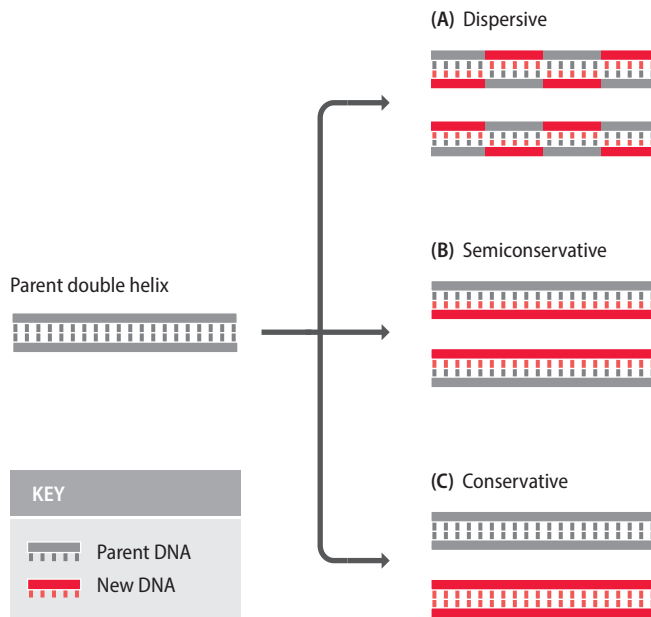 (A) Dispersive
(B) Semiconservative
Parent double helix
(C) Conservative
KEY
Parent DNA
New DNA